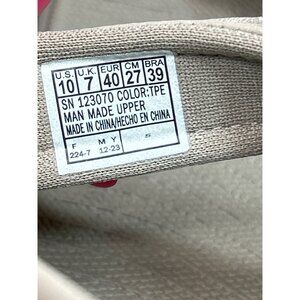 U.S. U.K. EUR CM BRA
10 7 40 27 39
SN 123070 COLOR:TPE
MAN MADE UPPER
MADE IN CHINA/HECHO EN CHINA
F M Y
224-7 12-23